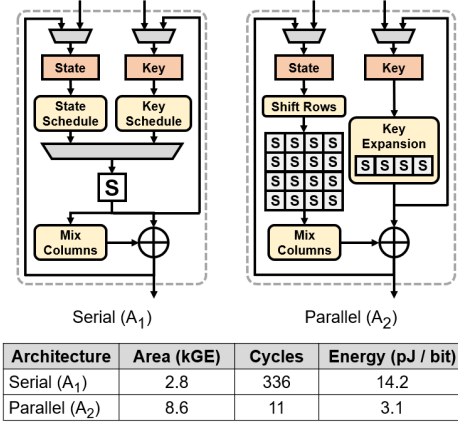 State Key
State Schedule Key Schedule
S
Mix Columns
Serial (A1)
State Key
Shift Rows
Key Expansion
S S S S
S S S S
S S S S
S S S S
S S S S
Mix Columns
Parallel (A2)
Architecture Area (kGE) Cycles Energy (pJ / bit)
Serial (A1) 2.8 336 14.2
Parallel (A2) 8.6 11 3.1